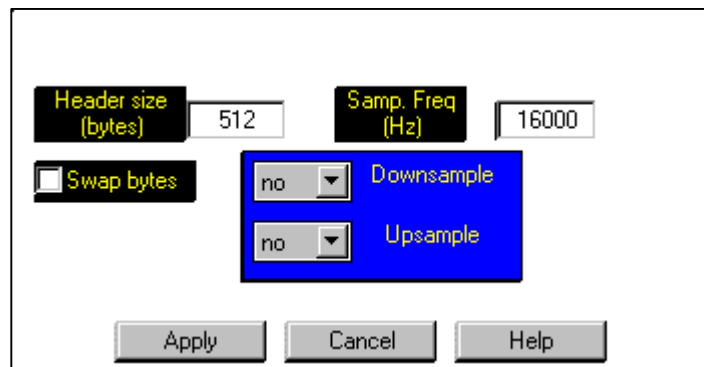 Header size
(bytes)
512
Samp. Freq
(Hz)
16000
Swap bytes
no
Downsample
no
Upsample
Apply
Cancel
Help